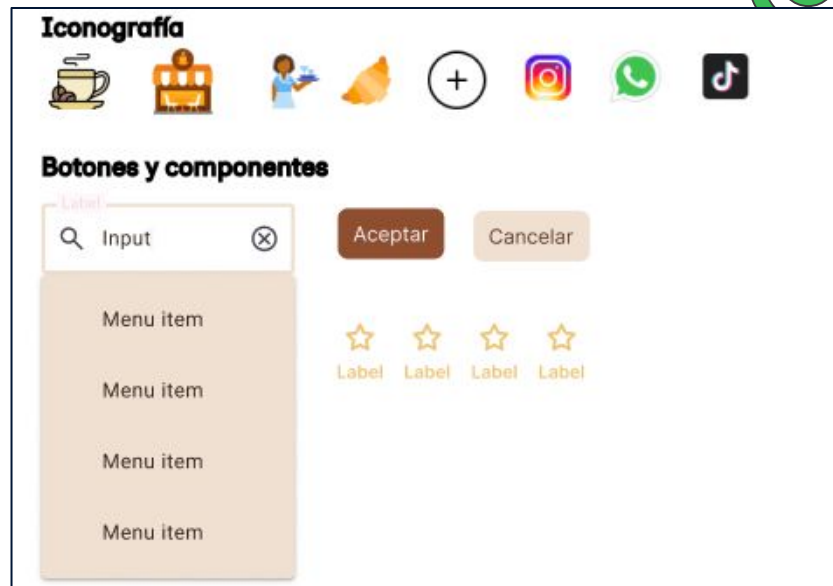 Iconografía
Botones y componentes
Label
Input
Aceptar
Cancelar
Menu item
Menu item
Menu item
Menu item
Label Label Label Label